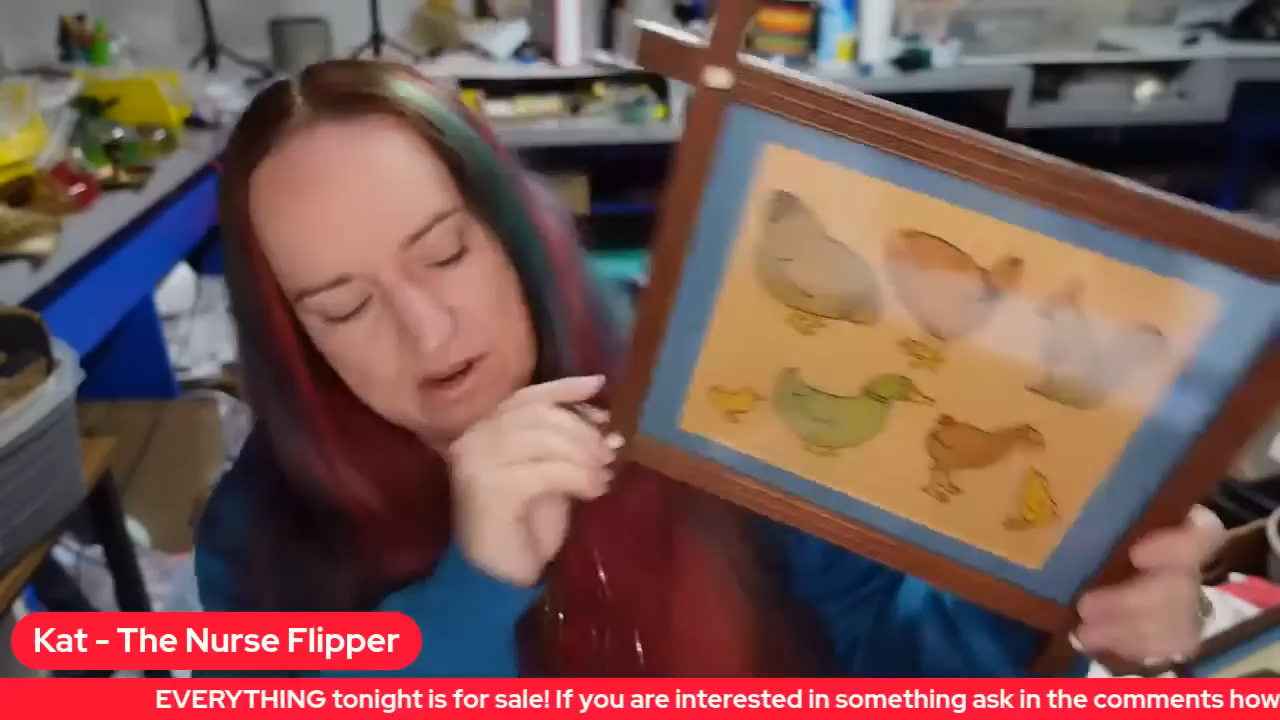 Kat - The Nurse Flipper
EVERYTHING tonight is for sale! If you are interested in something ask in the comments how